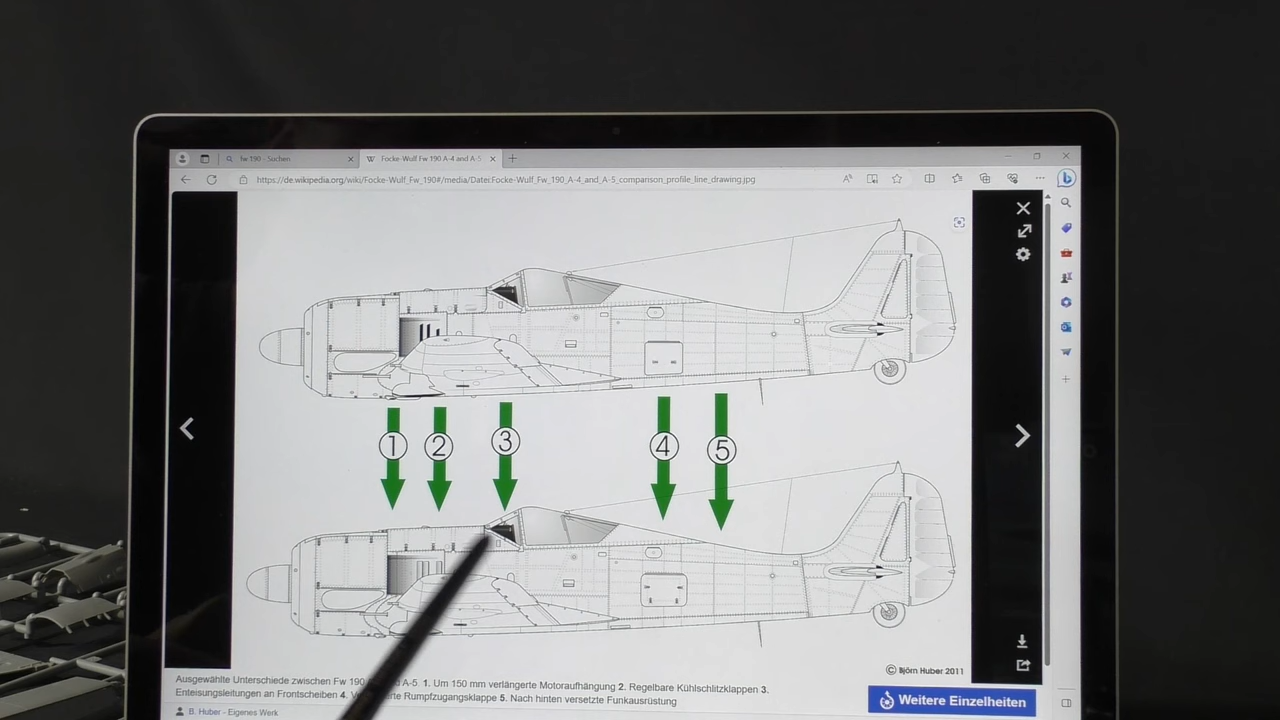 fw 190 - Suchen
Focke-Wulf Fw 190 A-4 and A-5
https://de.wikipedia.org/wiki/Focke-Wulf_Fw_190#/media/Datei:Focke-Wulf_Fw_190_A-4_and_A-5_comparison_profile_line_drawing.jpg
1 2 3 4 5
© Björn Huber 2011
Ausgewählte Unterschiede zwischen Fw 190 A-5. 1. Um 150 mm verlängerte Motoraufhängung 2. Regelbare Kühlschlitzklappen 3.
Enteisungsleitungen an Frontscheiben 4. Rumpfzugangsklappe 5. Nach hinten versetzte Funkausrüstung
B. Huber - Eigenes Werk
Weitere Einzelheiten